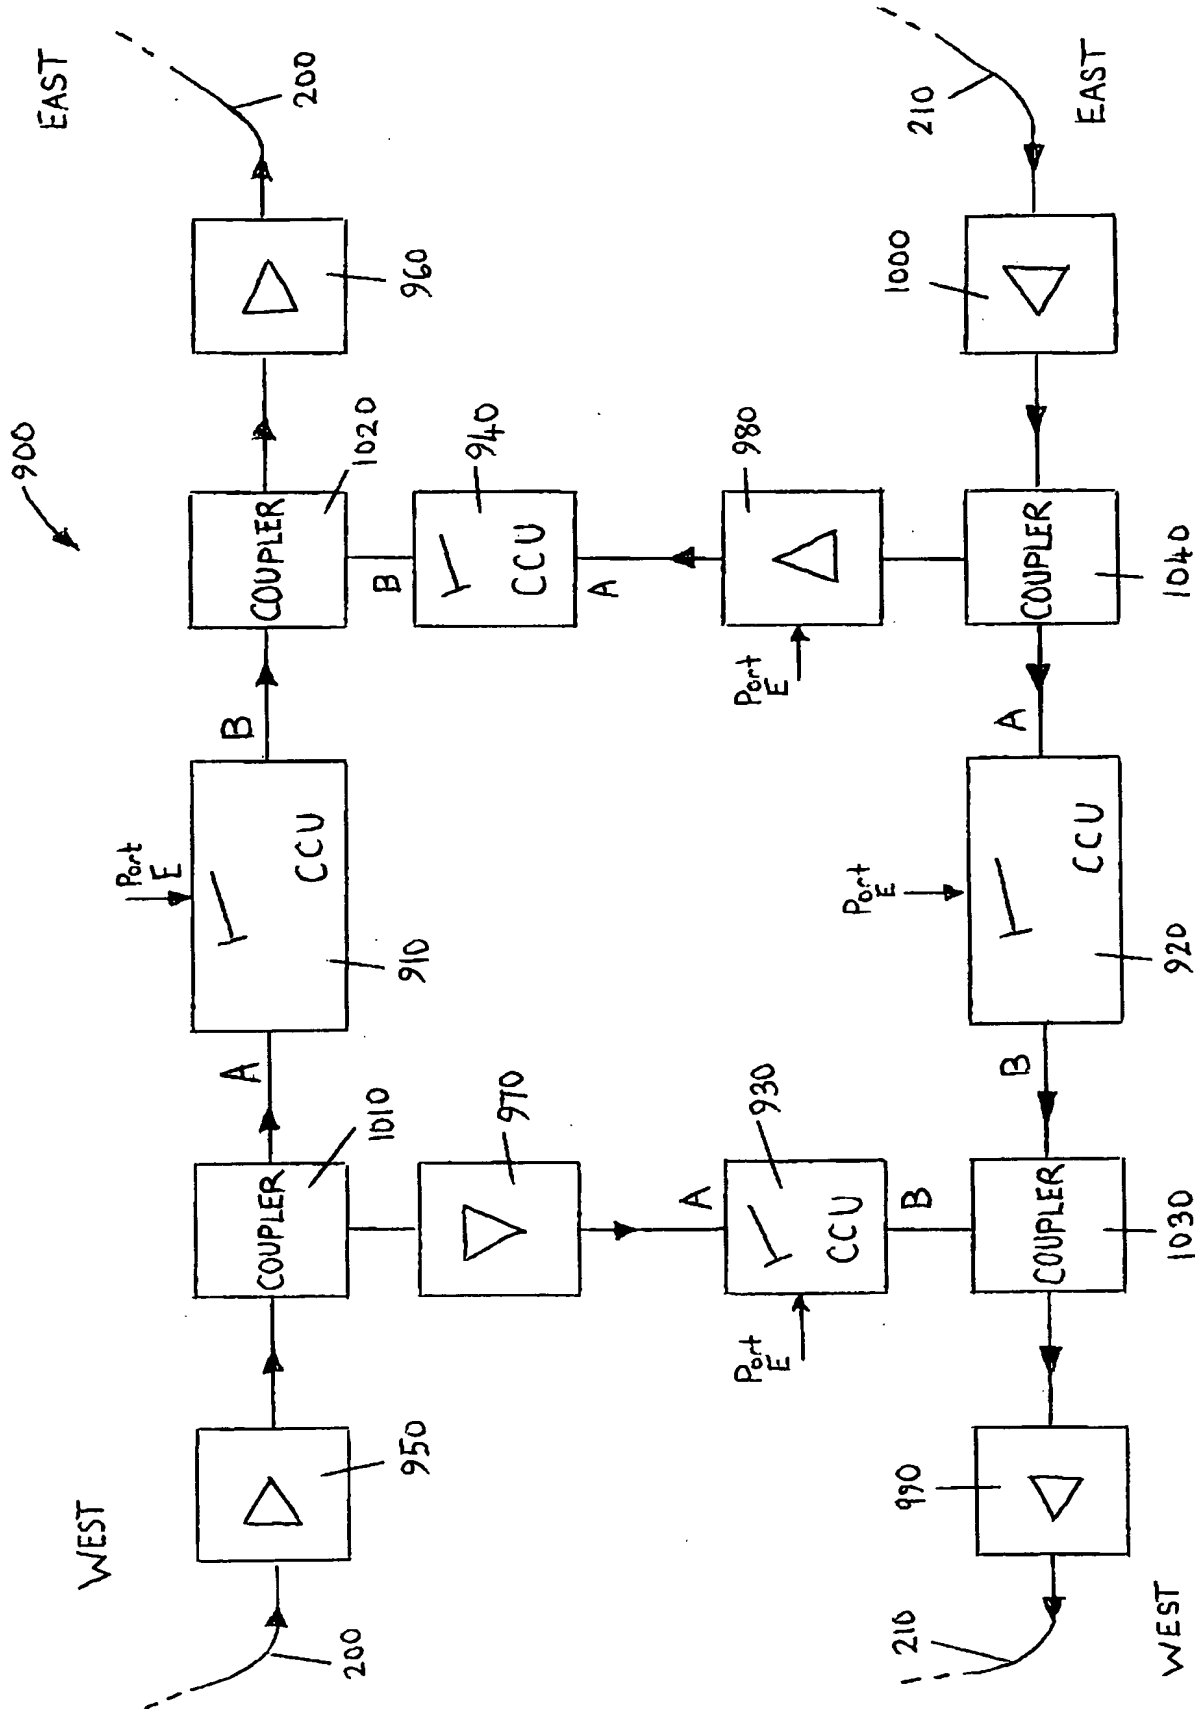 900
WEST
EAST
200
950
COUPLER
1010
A
Port
E
CCU
910
B
COUPLER
1020
960
200
970
A
930
CCU
Port
E
B
B
940
CCU
A
980
Port
E
210
990
WEST
COUPLER
1030
B
Port
E
CCU
920
A
COUPLER
1040
1000
210
EAST